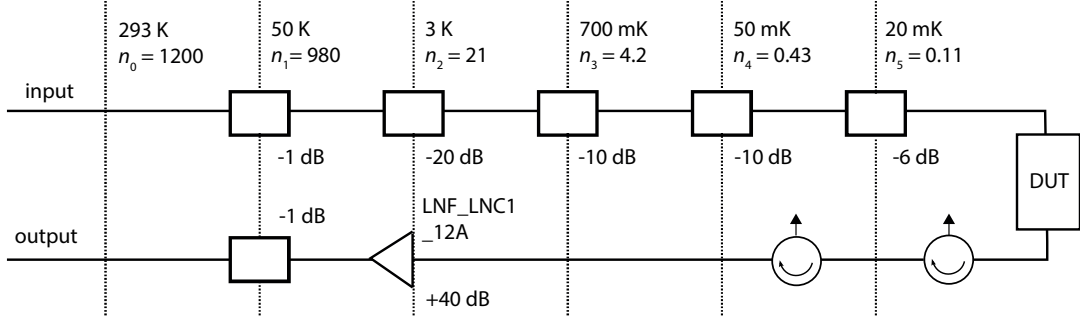 293 K
n₀ = 1200
50 K
n₁= 980
3 K
n₂ = 21
700 mK
n₃ = 4.2
50 mK
n₄ = 0.43
20 mK
n₅ = 0.11
input
-1 dB
-20 dB
-10 dB
-10 dB
-6 dB
DUT
output
-1 dB
LNF_LNC1
_12A
+40 dB